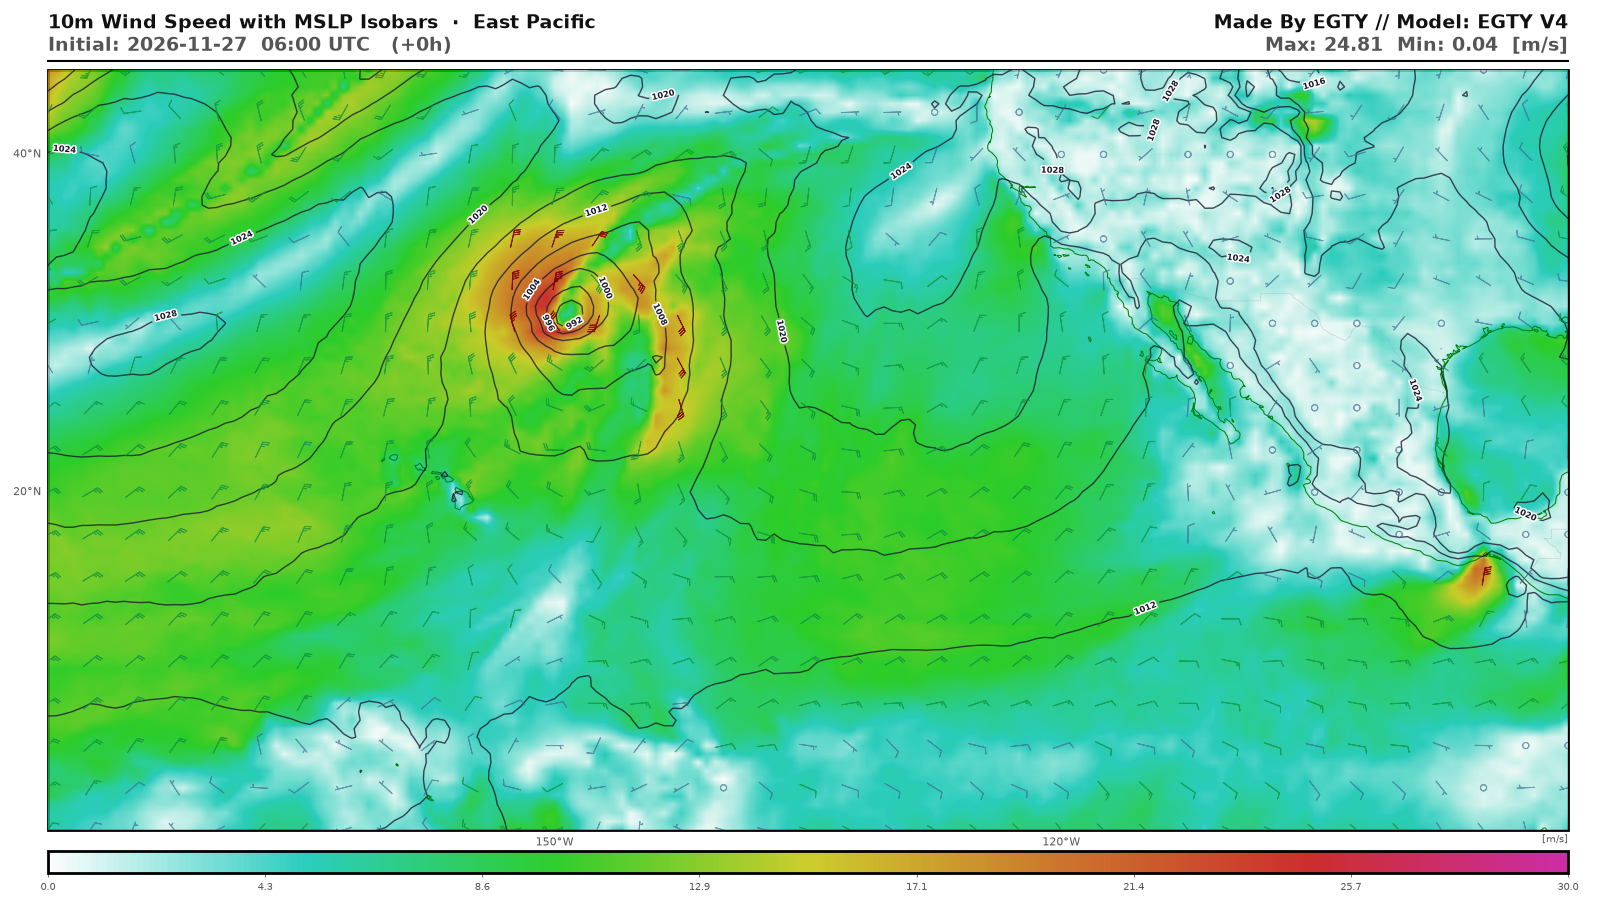 10m Wind Speed with MSLP Isobars · East Pacific
Made By EGTY // Model: EGTY V4
Initial: 2026-11-27 06:00 UTC (+0h)
Max: 24.81 Min: 0.04 [m/s]
1016
1020
1028
1028
40°N
1024
1028
1024
1028
1012
1020
1024
1024
1004
1000
1028
996
992
1008
1020
1024
20°N
1020
1012
150°W
120°W
[m/s]
0.0 4.3 8.6 12.9 17.1 21.4 25.7 30.0